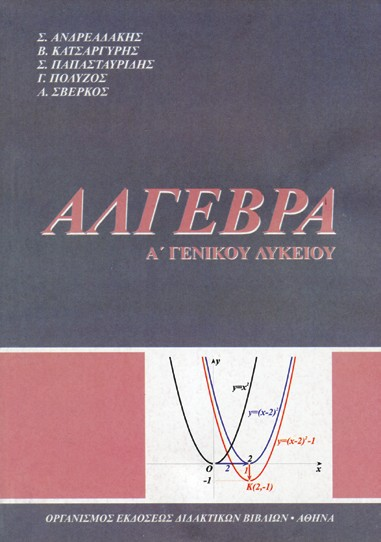 Σ. ΑΝΔΡΕΑΔΑΚΗΣ
Β. ΚΑΤΣΑΡΓΥΡΗΣ
Σ. ΠΑΠΑΣΤΑΥΡΙΔΗΣ
Γ. ΠΟΛΥΖΟΣ
Α. ΣΒΕΡΚΟΣ
ΑΛΓΕΒΡΑ
Α΄ ΓΕΝΙΚΟΥ ΛΥΚΕΙΟΥ
y
y=x²
y=(x-2)²
y=(x-2)²-1
O
2
2
1
x
-1
K(2,-1)
ΟΡΓΑΝΙΣΜΟΣ ΕΚΔΟΣΕΩΣ ΔΙΔΑΚΤΙΚΩΝ ΒΙΒΛΙΩΝ • ΑΘΗΝΑ